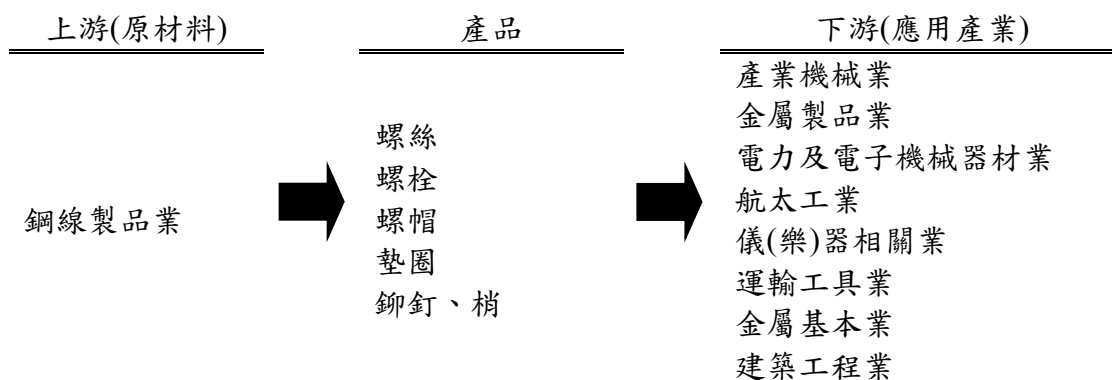 上游(原材料)
鋼線製品業
產品
螺絲
螺栓
螺帽
墊圈
鉚釘、梢
下游(應用產業)
產業機械業
金屬製品業
電力及電子機械器材業
航太工業
儀(樂)器相關業
運輸工具業
金屬基本業
建築工程業